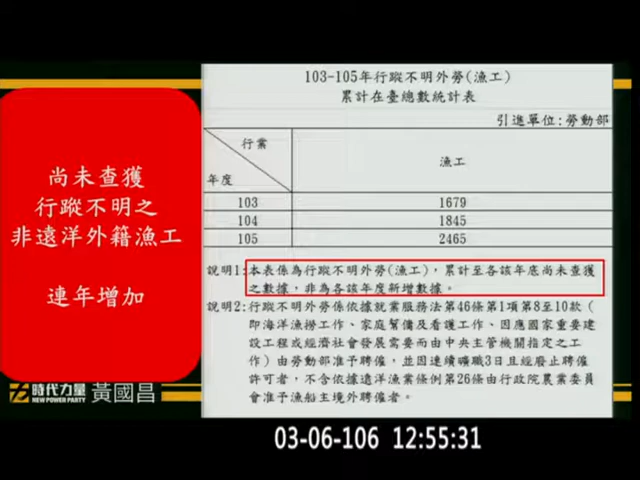 103-105年行蹤不明外勞(漁工)
累計在臺總數統計表
引進單位:勞動部
行業
年度
漁工
103 1679
104 1845
105 2465
說明1:本表係為行蹤不明外勞(漁工)，累計至各該年底尚未查獲
之數據，非為各該年度新增數據。
說明2:行蹤不明外勞係依據就業服務法第46條第1項第8至10款(
即海洋漁撈工作、家庭幫傭及看護工作、因應國家重要建
設工程或經濟社會發展需要而由中央主管機關指定之工
作)由勞動部准予聘僱，並因連續曠職3日且經廢止聘僱
許可者，不含依據遠洋漁業條例第26條由行政院農業委員
會准予漁船主境外聘僱者。
尚未查獲
行蹤不明之
非遠洋外籍漁工
連年增加
時代力量 黃國昌
NEW POWER PARTY
03-06-106 12:55:31